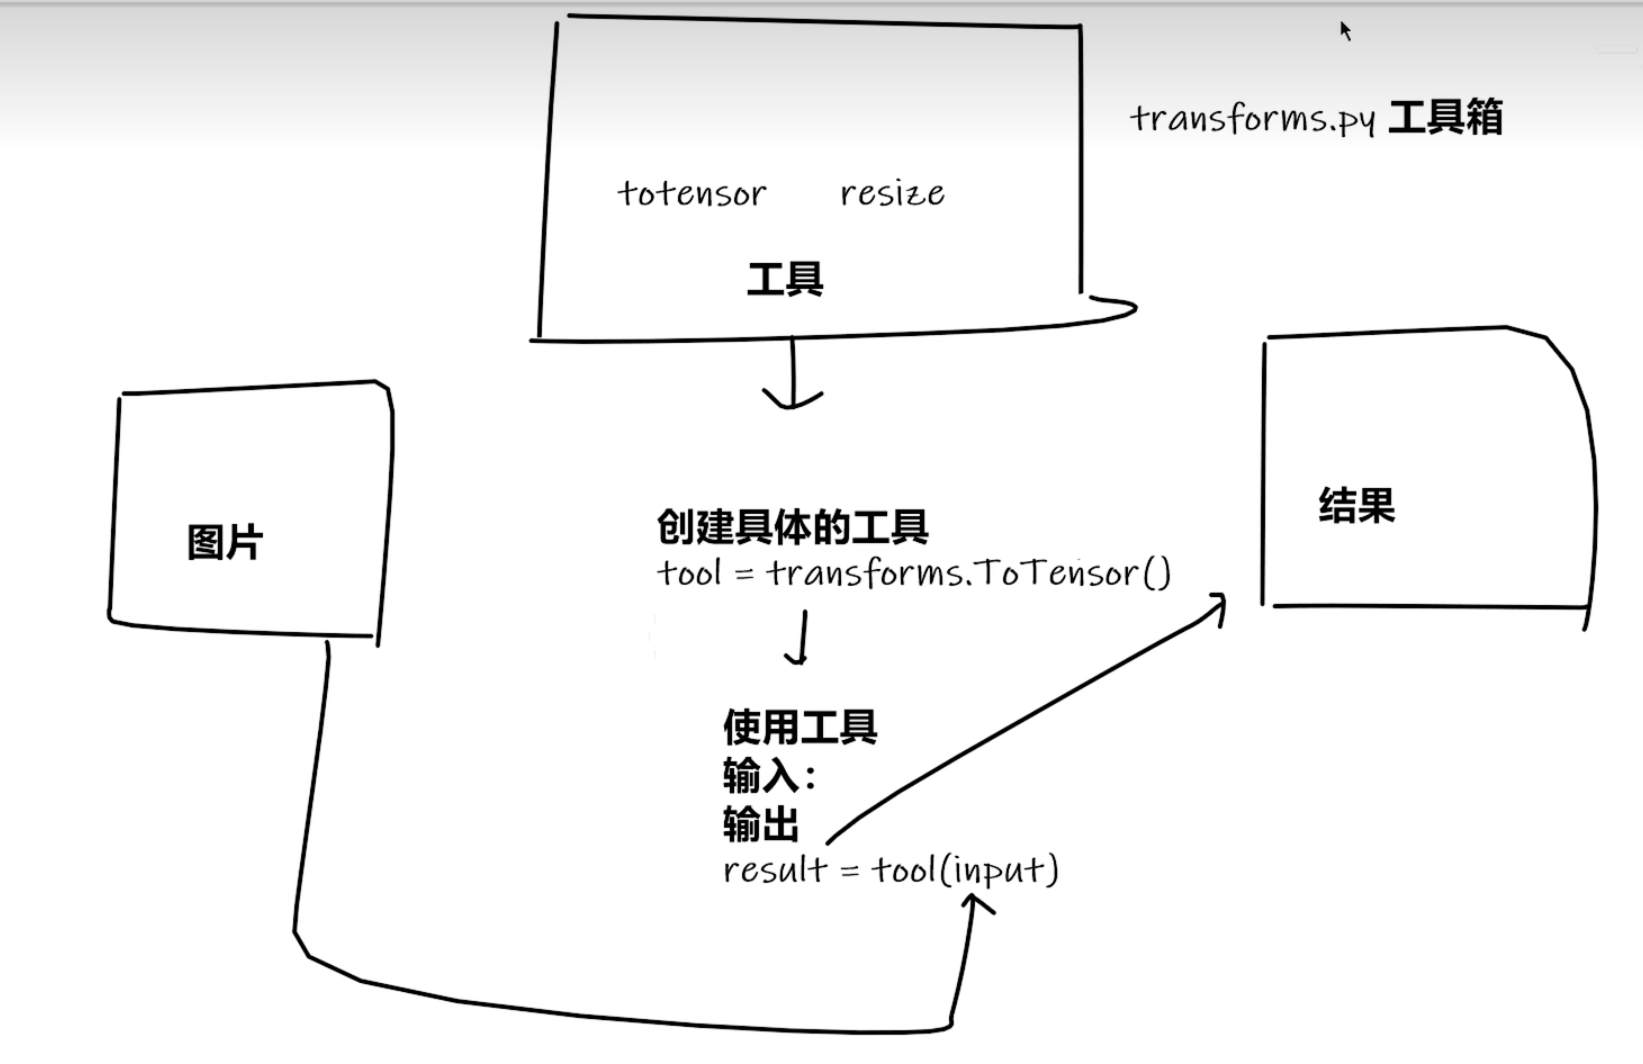 transforms.py 工具箱
totensor resize
工具
图片
结果
创建具体的工具
tool = transforms.ToTensor()
使用工具
输入：
输出
result = tool(input)